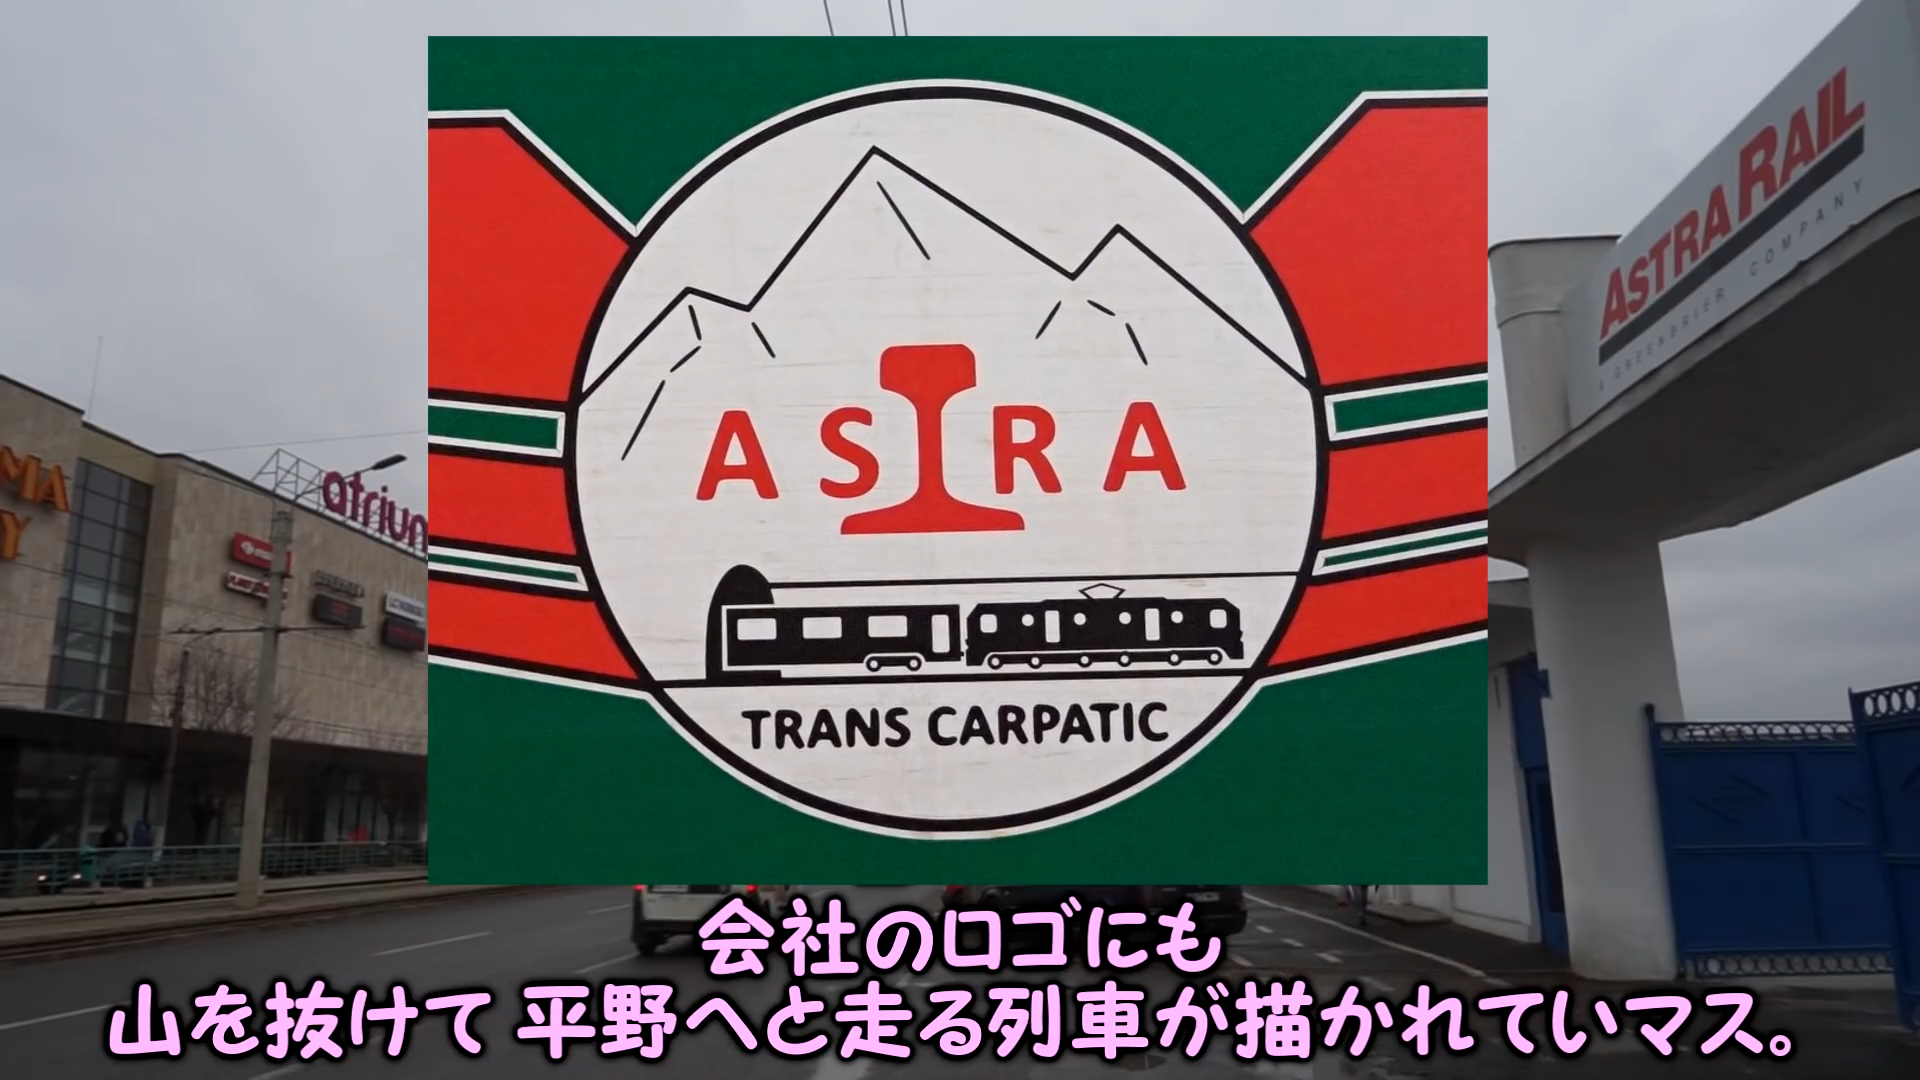 ASTRA
TRANS CARPATIC
ASTRA RAIL
A GREENBRIER COMPANY
MA
Y
atrium
会社のロゴにも
山を抜けて 平野へと走る列車が描かれていマス。